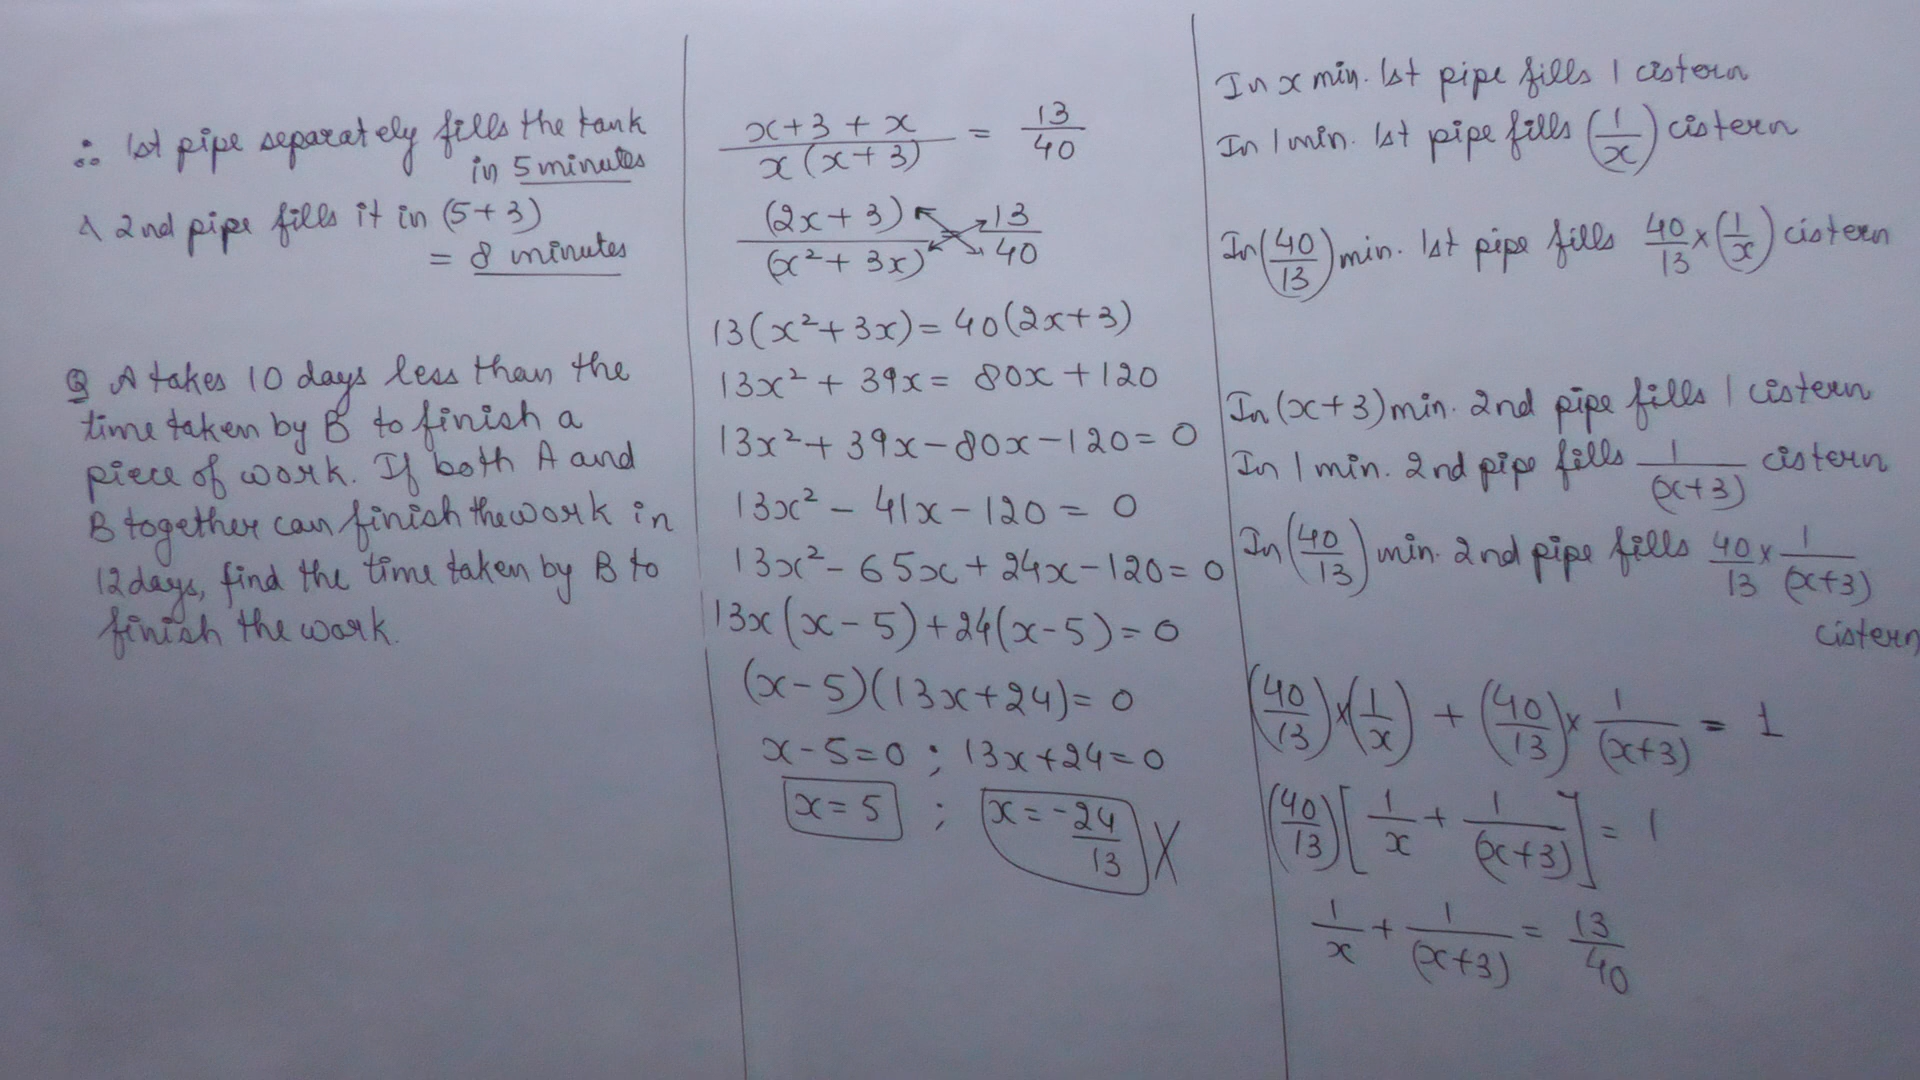 ∴ 1st pipe separately fills the tank
in 5 minutes
& 2nd pipe fills it in (5+3)
= 8 minutes
Q A takes 10 days less than the
time taken by B to finish a
piece of work. If both A and
B together can finish the work in
12 days, find the time taken by B to
finish the work.
x+3+x / x(x+3) = 13/40
(2x+3) / (x²+3x) = 13/40
13(x²+3x) = 40(2x+3)
13x² + 39x = 80x + 120
13x² + 39x - 80x - 120 = 0
13x² - 41x - 120 = 0
13x² - 65x + 24x - 120 = 0
13x(x-5) + 24(x-5) = 0
(x-5)(13x+24) = 0
x-5=0 ; 13x+24=0
x=5 ; x=-24/13 X
In x min. 1st pipe fills 1 cistern
In 1 min. 1st pipe fills (1/x) cistern
In (40/13) min. 1st pipe fills 40/13 × (1/x) cistern
In (x+3) min. 2nd pipe fills 1 cistern
In 1 min. 2nd pipe fills 1/(x+3) cistern
In (40/13) min. 2nd pipe fills 40/13 × 1/(x+3)
cistern
(40/13) × (1/x) + (40/13) × 1/(x+3) = 1
(40/13) [1/x + 1/(x+3)] = 1
1/x + 1/(x+3) = 13/40